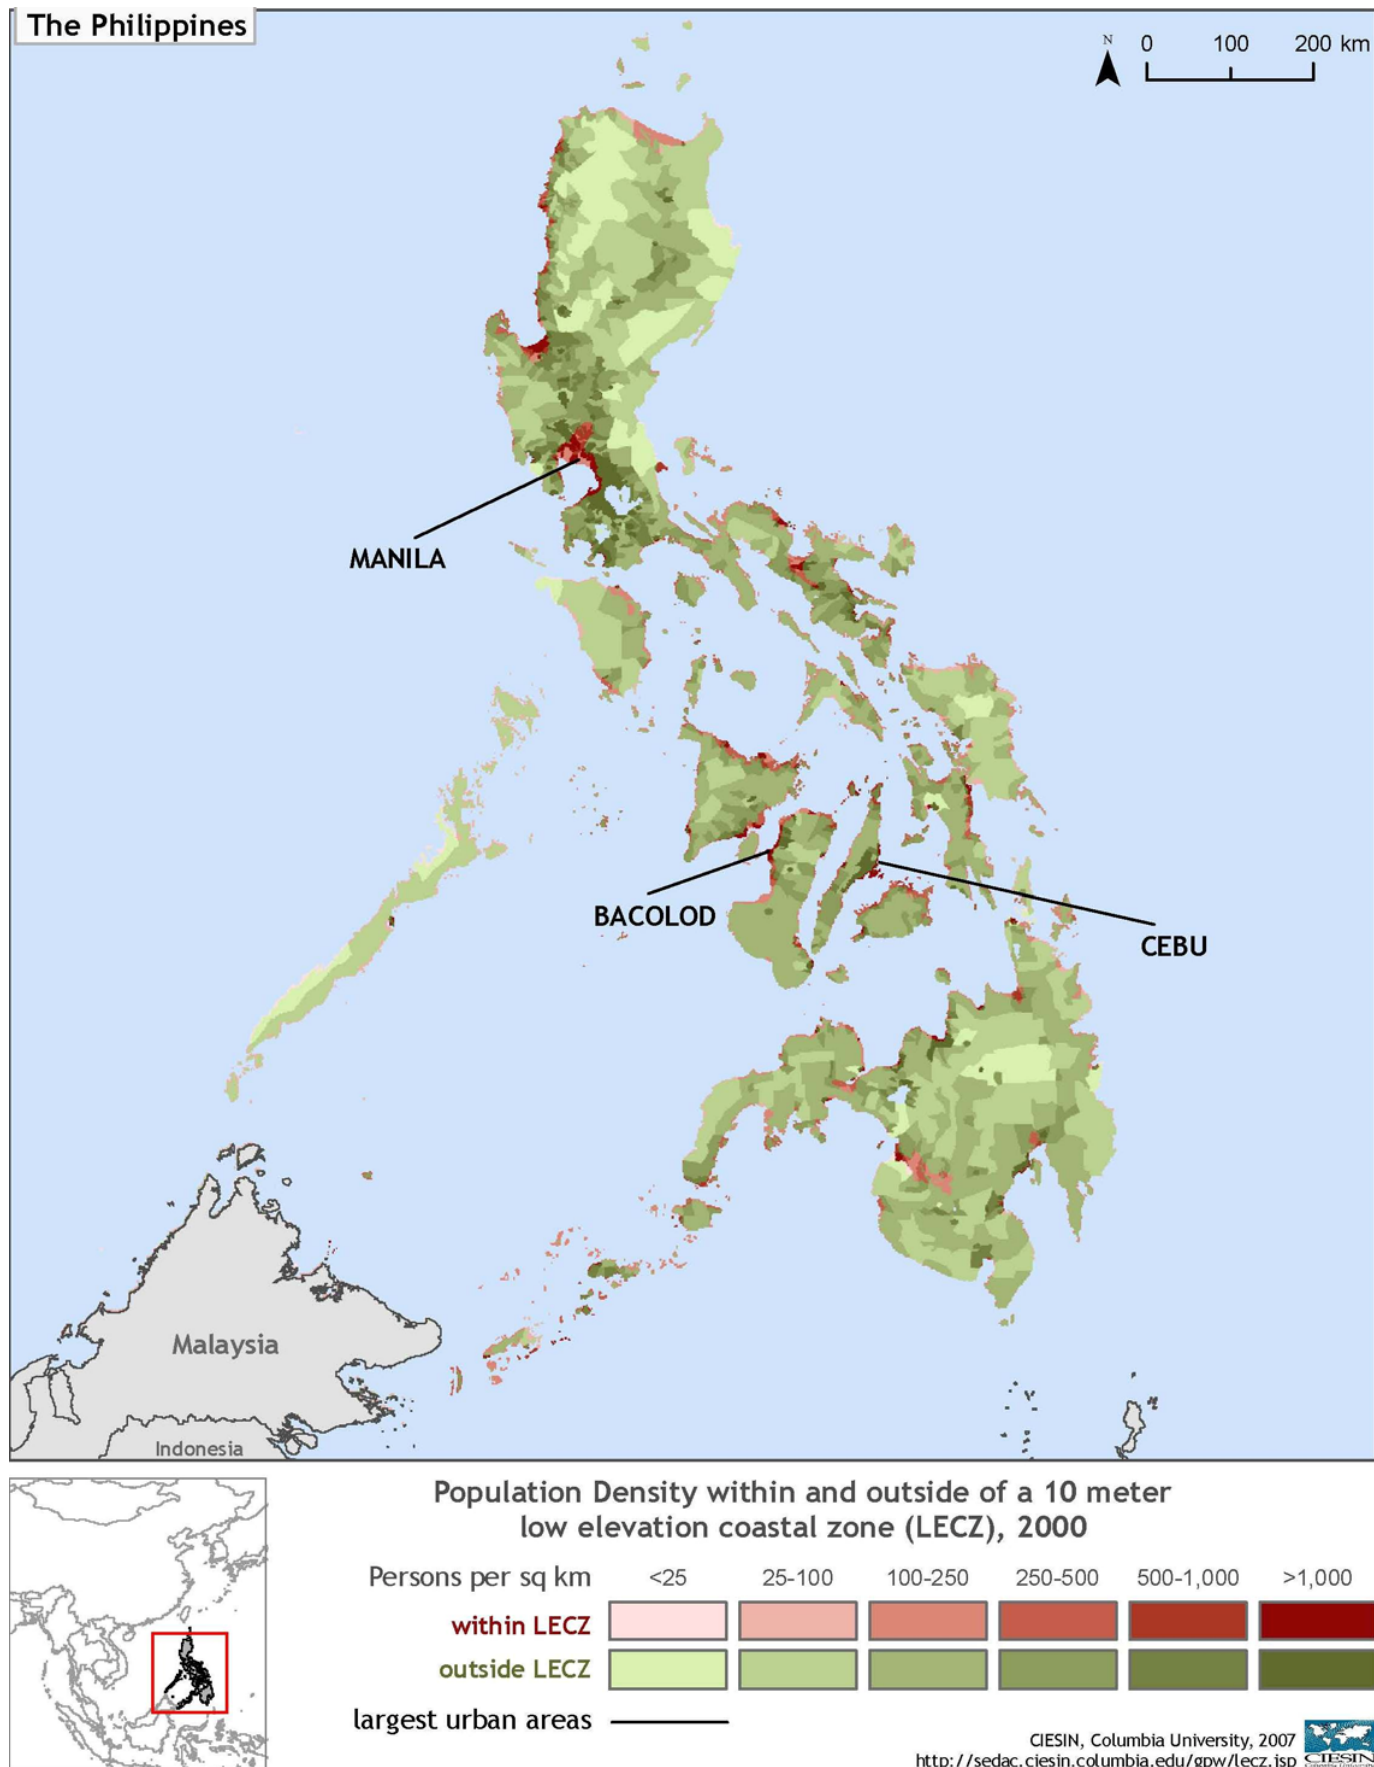 The Philippines
N
0 100 200 km
MANILA
BACOLOD
CEBU
Malaysia
Indonesia
Population Density within and outside of a 10 meter
low elevation coastal zone (LECZ), 2000
Persons per sq km <25 25-100 100-250 250-500 500-1,000 >1,000
within LECZ
outside LECZ
largest urban areas
CIESIN, Columbia University, 2007
http://sedac.ciesin.columbia.edu/gpw/lecz.jsp
CIESIN